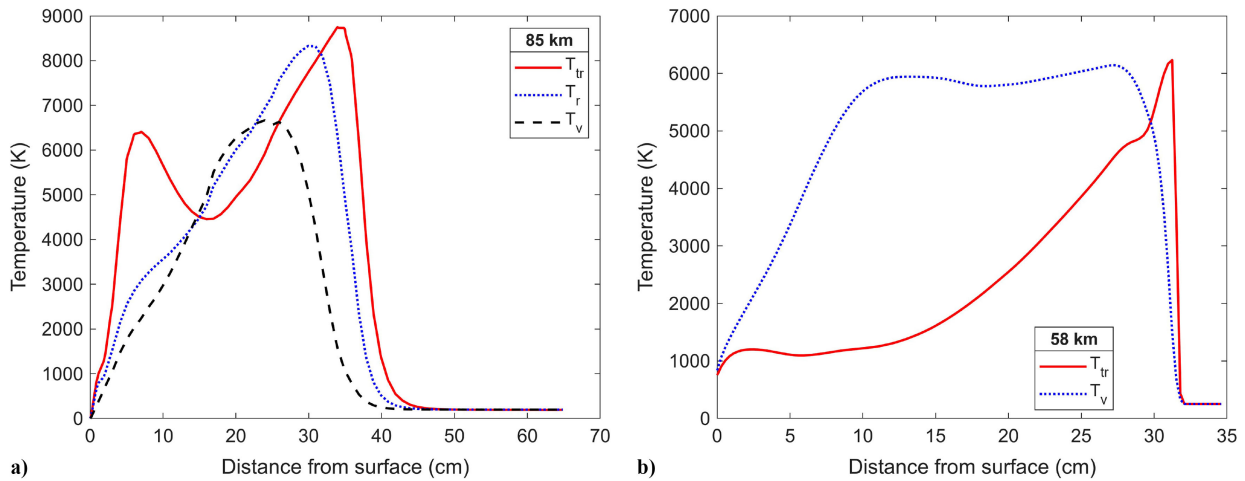 9000
8000
7000
6000
5000
4000
3000
2000
1000
0
Temperature (K)
85 km
T_tr
T_r
T_v
0 10 20 30 40 50 60 70
Distance from surface (cm)
a)
7000
6000
5000
4000
3000
2000
1000
0
Temperature (K)
58 km
T_tr
T_v
0 5 10 15 20 25 30 35
Distance from surface (cm)
b)